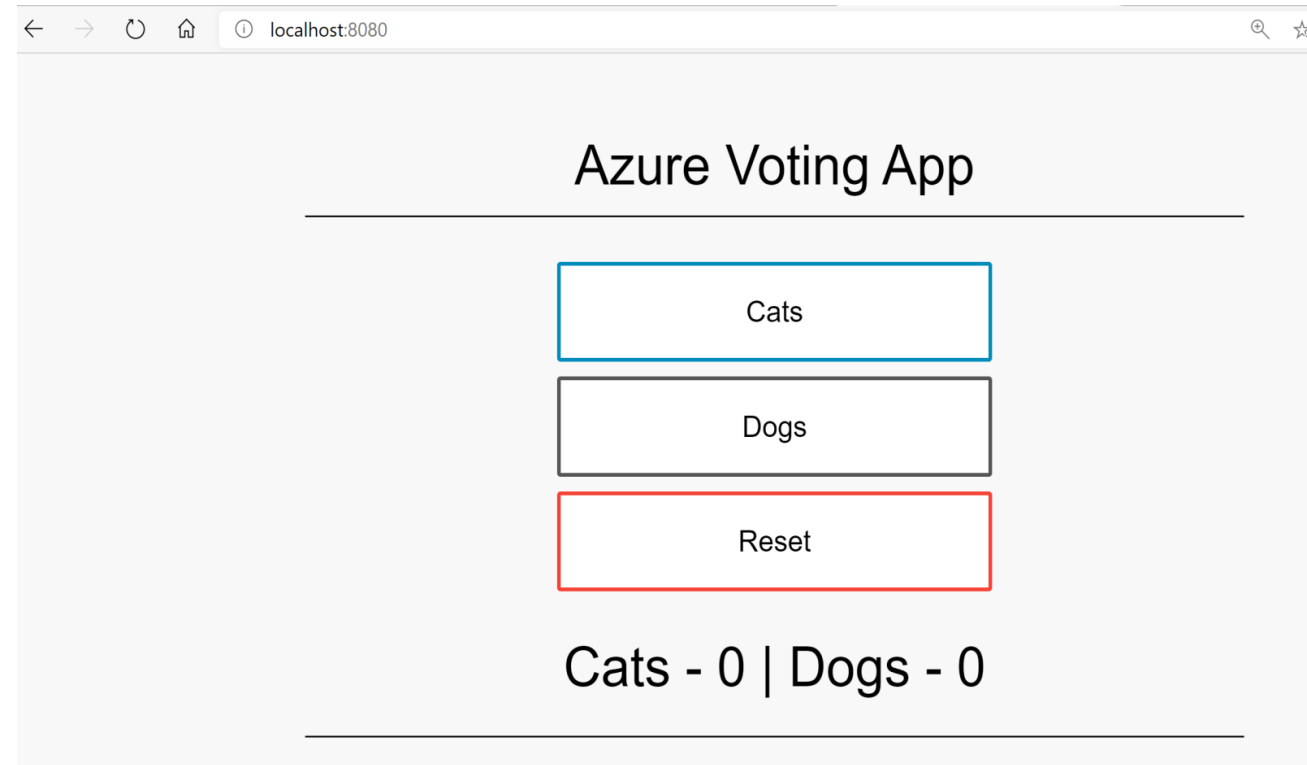 localhost:8080
Azure Voting App
Cats
Dogs
Reset
Cats - 0 | Dogs - 0